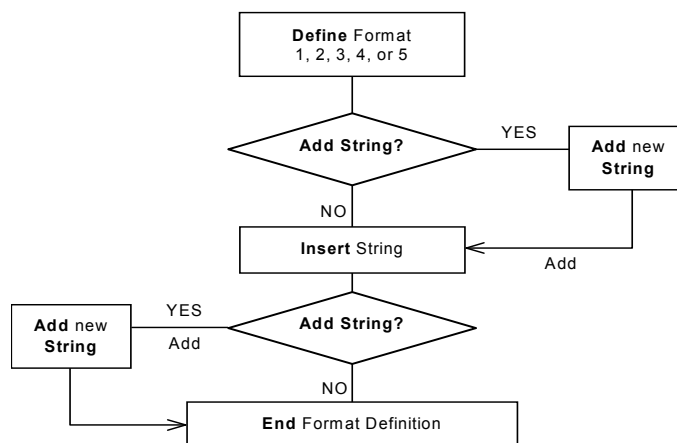 Define Format
1, 2, 3, 4, or 5
Add String?
YES
Add new
String
NO
Insert String
Add
YES
Add String?
Add new
String
Add
NO
End Format Definition